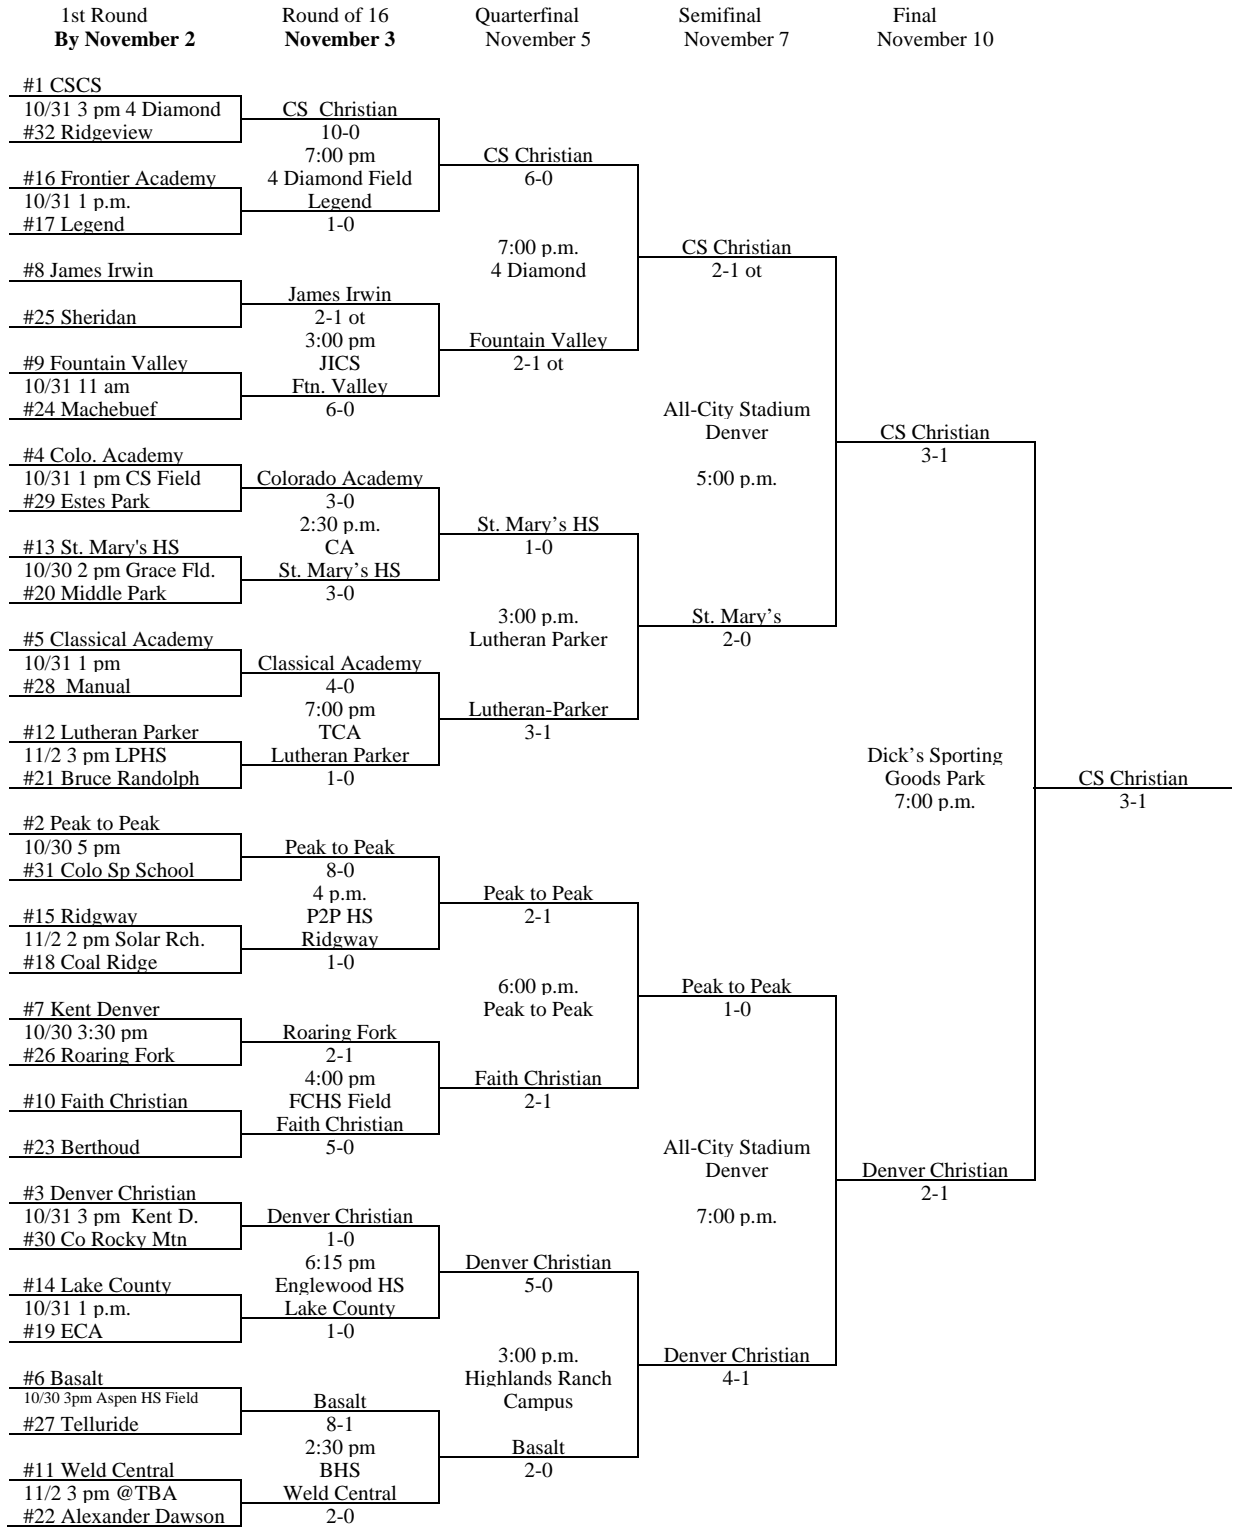 1st Round Round of 16 Quarterfinal Semifinal Final
By November 2 November 3 November 5 November 7 November 10
#1 CSCS
10/31 3 pm 4 Diamond CS Christian
#32 Ridgeview 10-0
7:00 pm CS Christian
#16 Frontier Academy 4 Diamond Field 6-0
10/31 1 p.m. Legend
#17 Legend 1-0
7:00 p.m. CS Christian
#8 James Irwin 4 Diamond 2-1 ot
James Irwin
#25 Sheridan 2-1 ot
3:00 pm Fountain Valley
#9 Fountain Valley JICS 2-1 ot
10/31 11 am Ftn. Valley
#24 Machebuef 6-0 All-City Stadium
Denver CS Christian
#4 Colo. Academy 3-1
10/31 1 pm CS Field Colorado Academy 5:00 p.m.
#29 Estes Park 3-0
2:30 p.m. St. Mary’s HS
#13 St. Mary's HS CA 1-0
10/30 2 pm Grace Fld. St. Mary’s HS
#20 Middle Park 3-0
3:00 p.m. St. Mary’s
#5 Classical Academy Lutheran Parker 2-0
10/31 1 pm Classical Academy
#28 Manual 4-0
7:00 pm Lutheran-Parker
#12 Lutheran Parker TCA 3-1
11/2 3 pm LPHS Lutheran Parker Dick’s Sporting
#21 Bruce Randolph 1-0 Goods Park CS Christian
7:00 p.m. 3-1
#2 Peak to Peak
10/30 5 pm Peak to Peak
#31 Colo Sp School 8-0
4 p.m. Peak to Peak
#15 Ridgway P2P HS 2-1
11/2 2 pm Solar Rch. Ridgway
#18 Coal Ridge 1-0
6:00 p.m. Peak to Peak
#7 Kent Denver Peak to Peak 1-0
10/30 3:30 pm Roaring Fork
#26 Roaring Fork 2-1
4:00 pm Faith Christian
#10 Faith Christian FCHS Field 2-1
Faith Christian
#23 Berthoud 5-0 All-City Stadium
Denver Denver Christian
#3 Denver Christian 2-1
10/31 3 pm Kent D. Denver Christian 7:00 p.m.
#30 Co Rocky Mtn 1-0
6:15 pm Denver Christian
#14 Lake County Englewood HS 5-0
10/31 1 p.m. Lake County
#19 ECA 1-0
3:00 p.m. Denver Christian
#6 Basalt Highlands Ranch 4-1
10/30 3pm Aspen HS Field Basalt Campus
#27 Telluride 8-1
2:30 pm Basalt
#11 Weld Central BHS 2-0
11/2 3 pm @TBA Weld Central
#22 Alexander Dawson 2-0